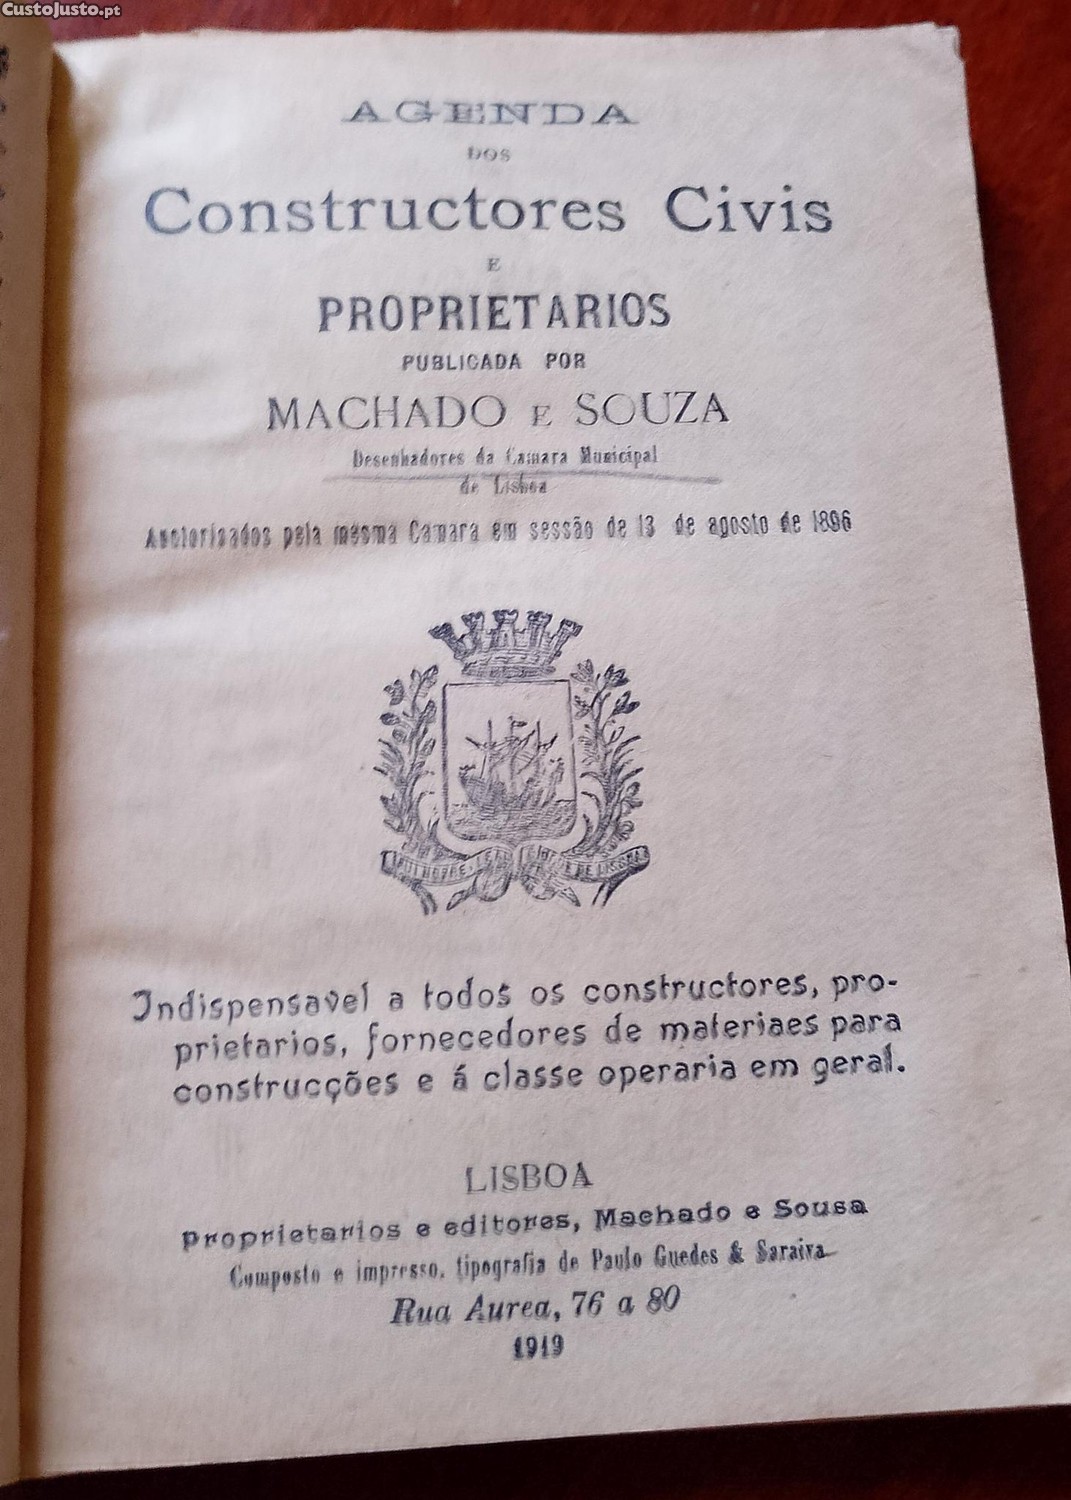 CustoJusto.pt
AGENDA
DOS
Constructores Civis
E
PROPRIETARIOS
PUBLICADA POR
MACHADO E SOUZA
Desenhadores da Camara Municipal
de Lisboa
Auctorisados pela mesma Camara em sessão de 13 de agosto de 1896
Indispensavel a todos os constructores, pro-
prietarios, fornecedores de materiaes para
construcções e á classe operaria em geral.
LISBOA
Proprietarios e editores, Machado e Sousa
Composto e impresso, tipografia de Paulo Guedes & Saraiva
Rua Aurea, 76 a 80
1919